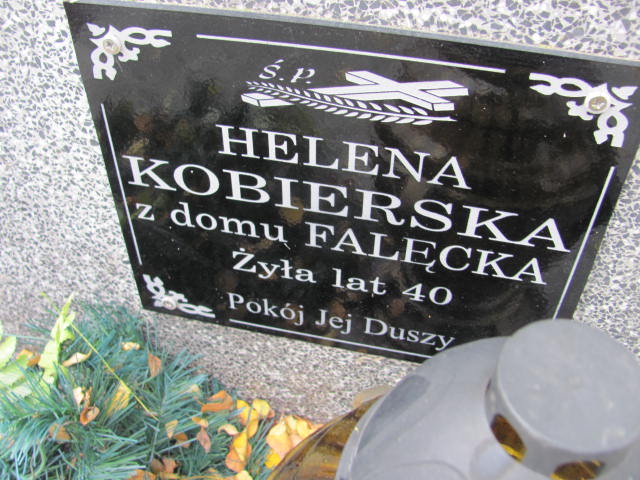 ś.p.
HELENA
KOBIERSKA
z domu FALĘCKA
Żyła lat 40
Pokój Jej Duszy